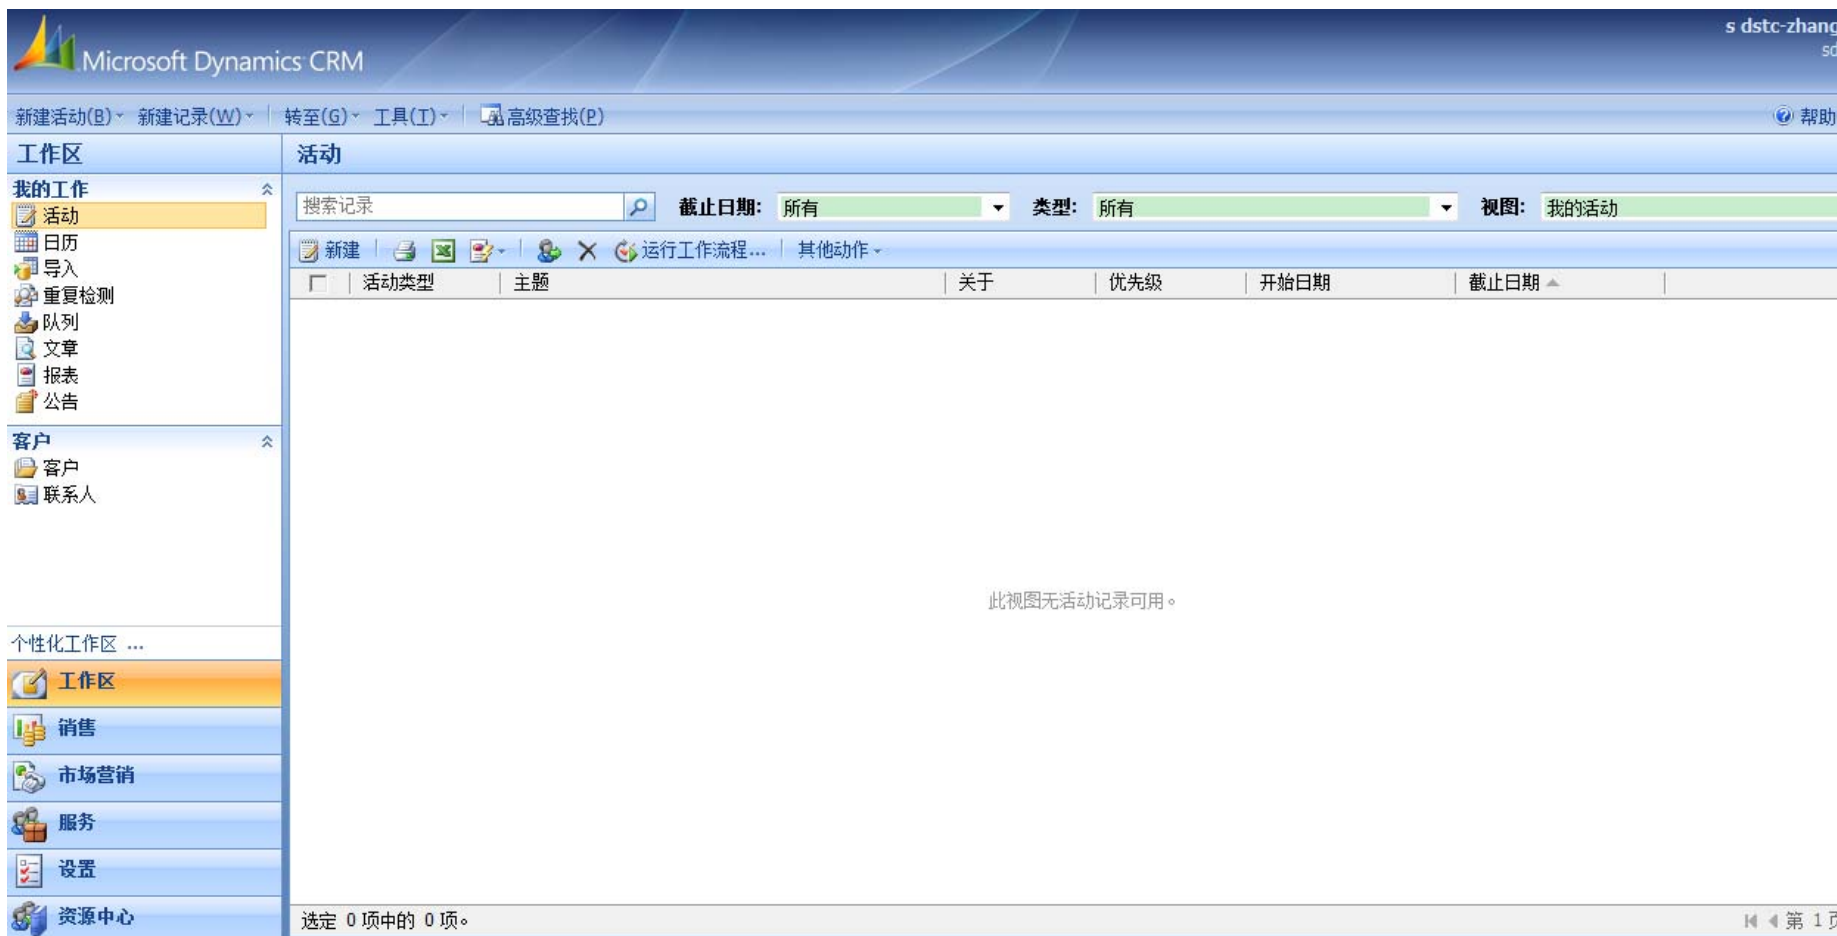 s dstc-zhang
Microsoft Dynamics CRM
新建活动(B) 新建记录(W) 转至(G) 工具(T) 高级查找(P) 帮助
工作区 活动
我的工作
活动
日历
导入
重复检测
队列
文章
报表
公告
客户
客户
联系人
个性化工作区 ...
工作区
销售
市场营销
服务
设置
资源中心
搜索记录 截止日期: 所有 类型: 所有 视图: 我的活动
新建 运行工作流程... 其他动作
活动类型 主题 关于 优先级 开始日期 截止日期
此视图无活动记录可用。
选定 0 项中的 0 项。 第 1